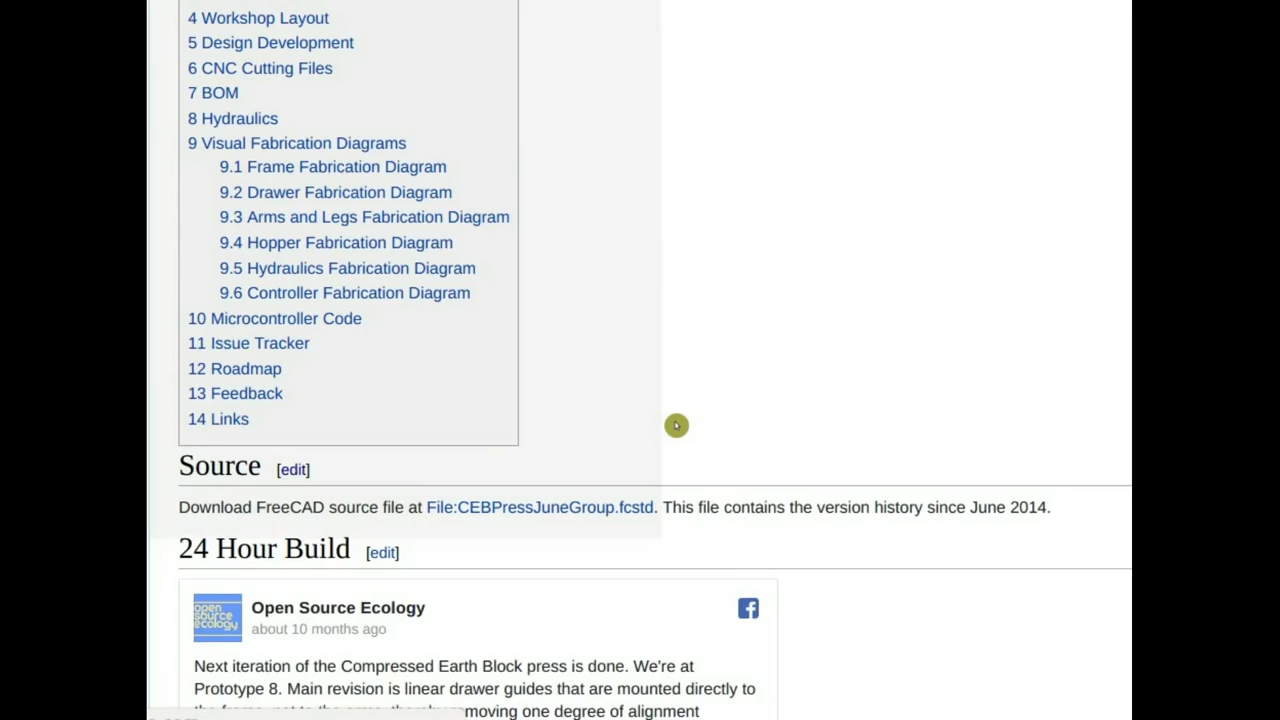 4 Workshop Layout
5 Design Development
6 CNC Cutting Files
7 BOM
8 Hydraulics
9 Visual Fabrication Diagrams
9.1 Frame Fabrication Diagram
9.2 Drawer Fabrication Diagram
9.3 Arms and Legs Fabrication Diagram
9.4 Hopper Fabrication Diagram
9.5 Hydraulics Fabrication Diagram
9.6 Controller Fabrication Diagram
10 Microcontroller Code
11 Issue Tracker
12 Roadmap
13 Feedback
14 Links
Source [edit]
Download FreeCAD source file at File:CEBPressJuneGroup.fcstd. This file contains the version history since June 2014.
24 Hour Build [edit]
open source ecology
Open Source Ecology
about 10 months ago
Next iteration of the Compressed Earth Block press is done. We're at
Prototype 8. Main revision is linear drawer guides that are mounted directly to
moving one degree of alignment